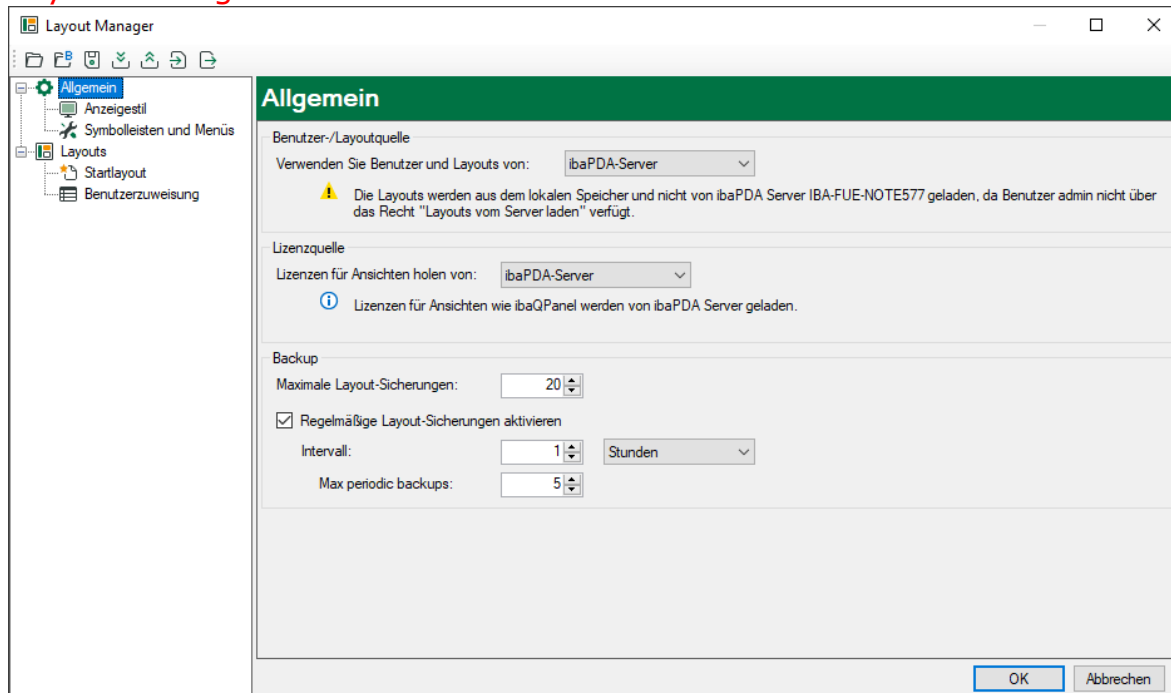 Layout Manager
Allgemein
Anzeigestil
Symbolleisten und Menüs
Layouts
Startlayout
Benutzerzuweisung
Allgemein
Benutzer-/Layoutquelle
Verwenden Sie Benutzer und Layouts von: ibaPDA-Server
Die Layouts werden aus dem lokalen Speicher und nicht von ibaPDA Server IBA-FUE-NOTE577 geladen, da Benutzer admin nicht über
das Recht "Layouts vom Server laden" verfügt.
Lizenzquelle
Lizenzen für Ansichten holen von: ibaPDA-Server
Lizenzen für Ansichten wie ibaQPanel werden von ibaPDA Server geladen.
Backup
Maximale Layout-Sicherungen: 20
Regelmäßige Layout-Sicherungen aktivieren
Intervall: 1 Stunden
Max periodic backups: 5
OK Abbrechen